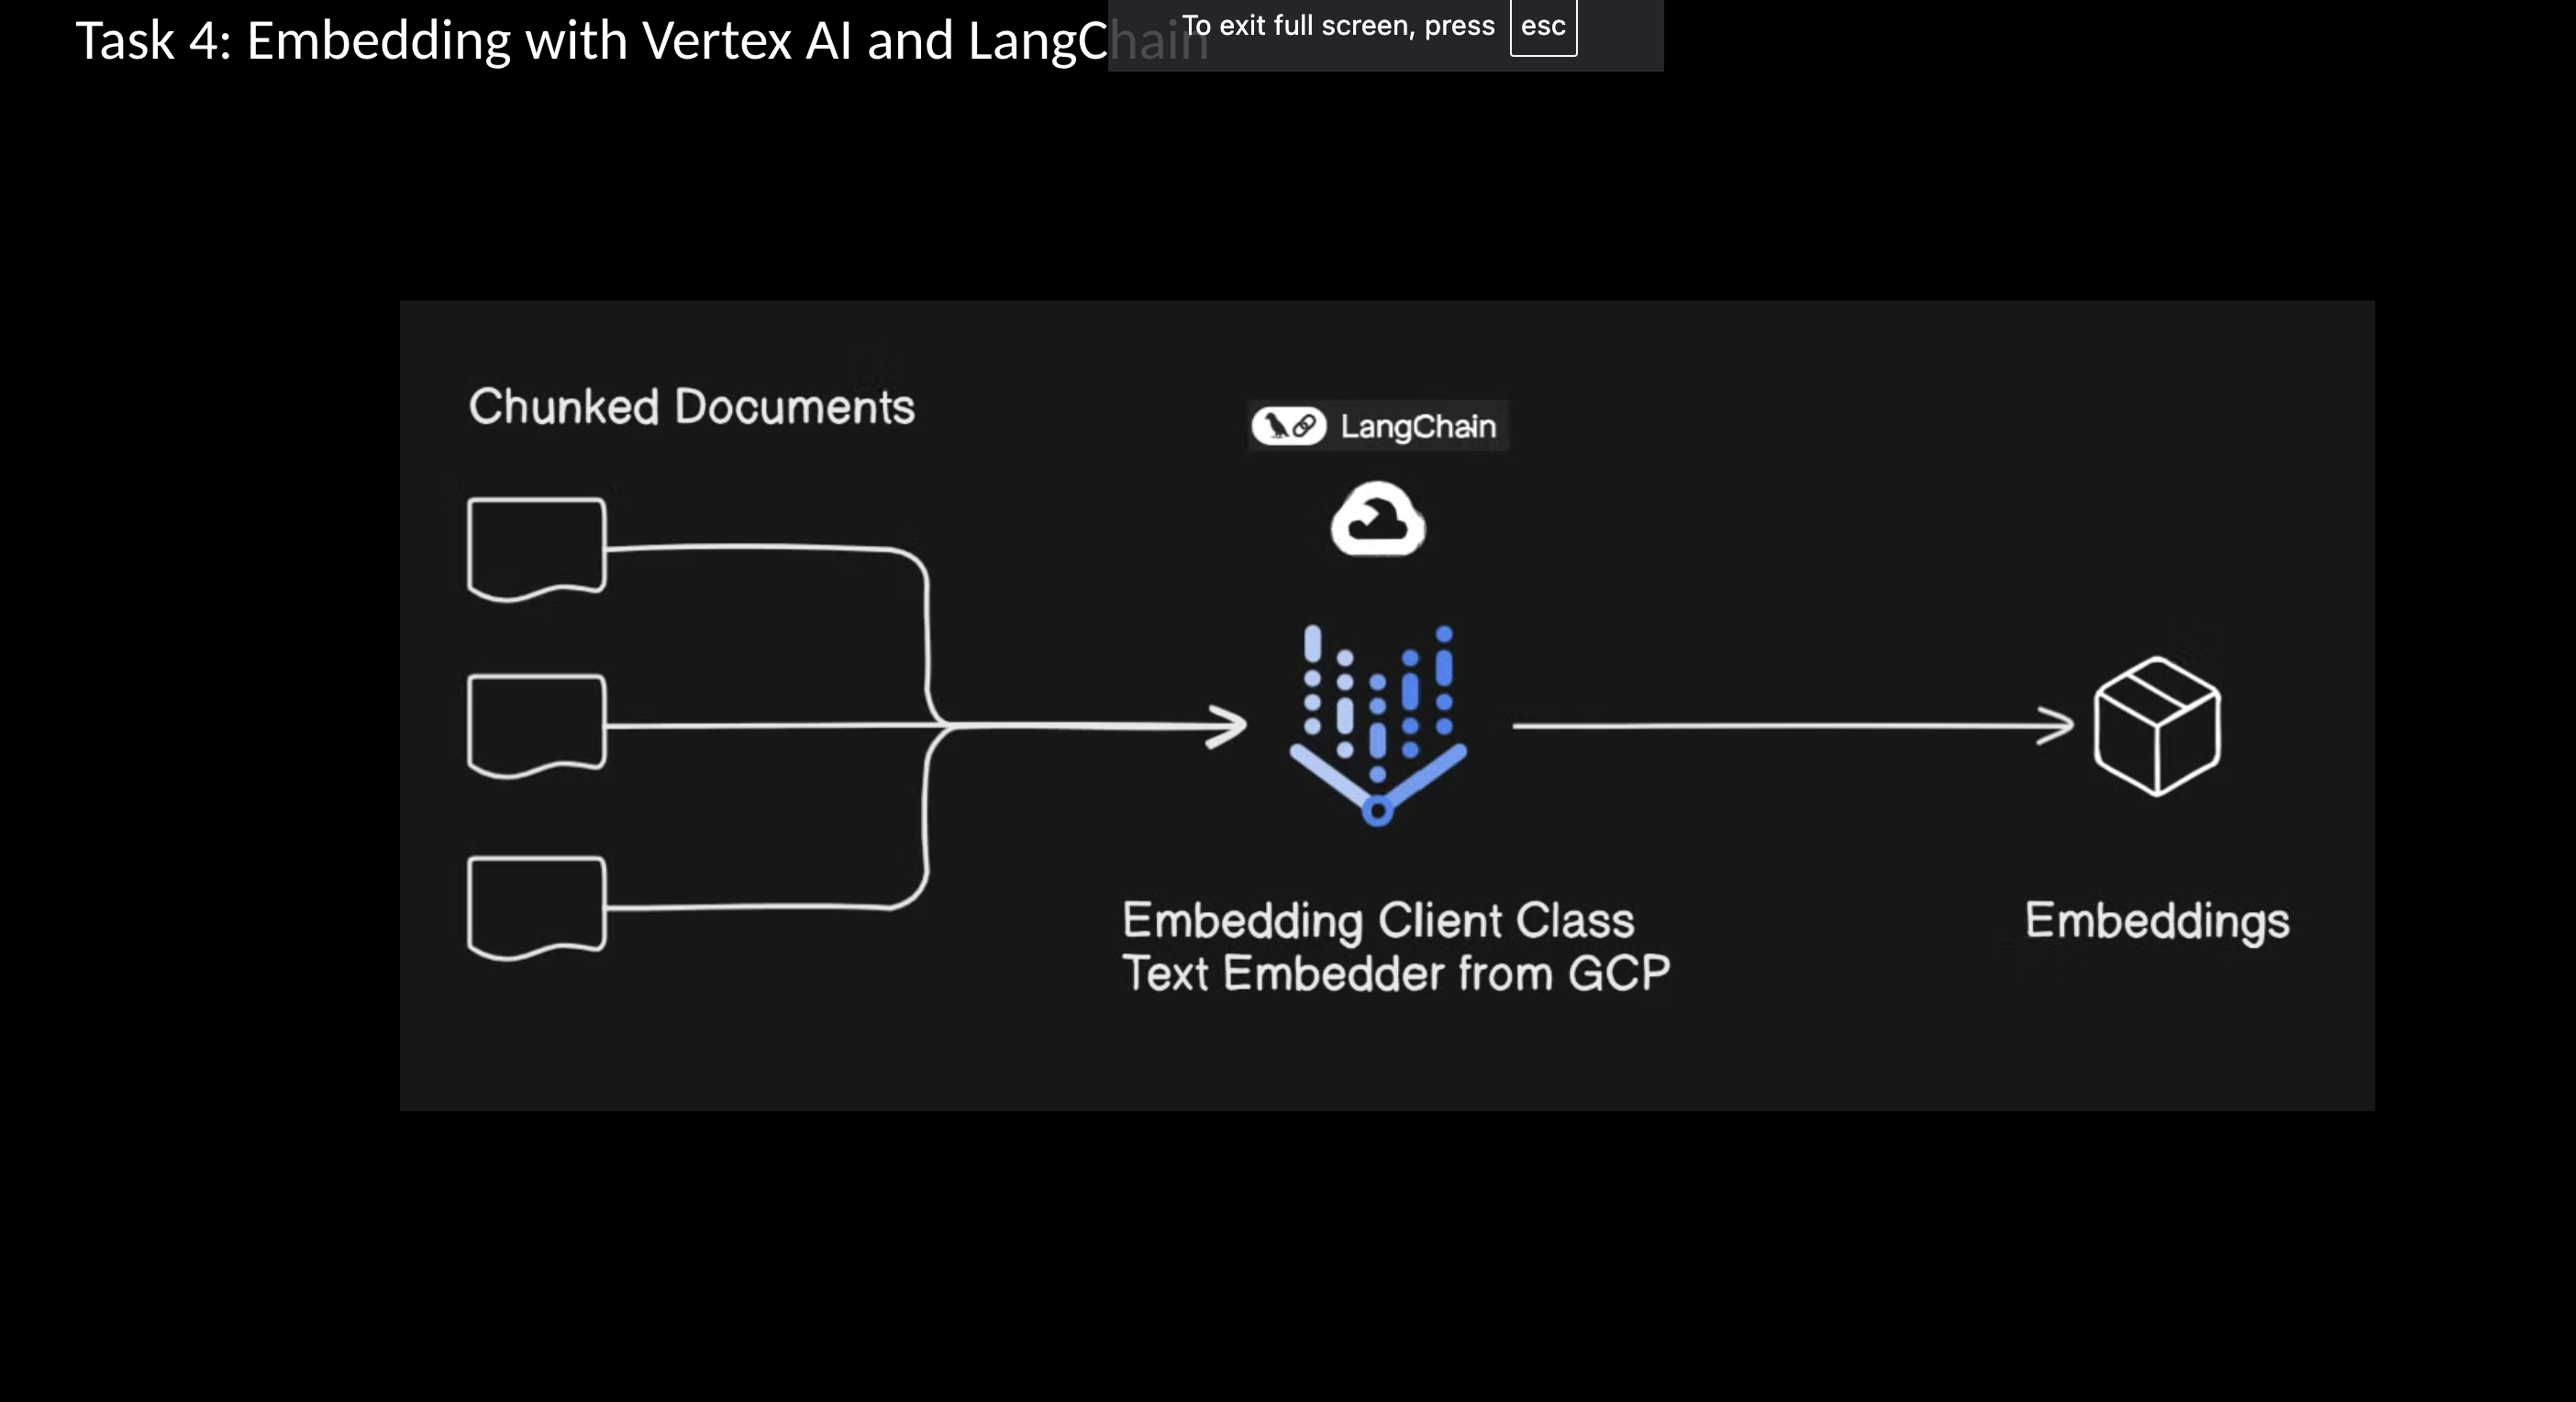 Task 4: Embedding with Vertex AI and LangChain
To exit full screen, press esc
Chunked Documents
LangChain
Embedding Client Class
Text Embedder from GCP
Embeddings